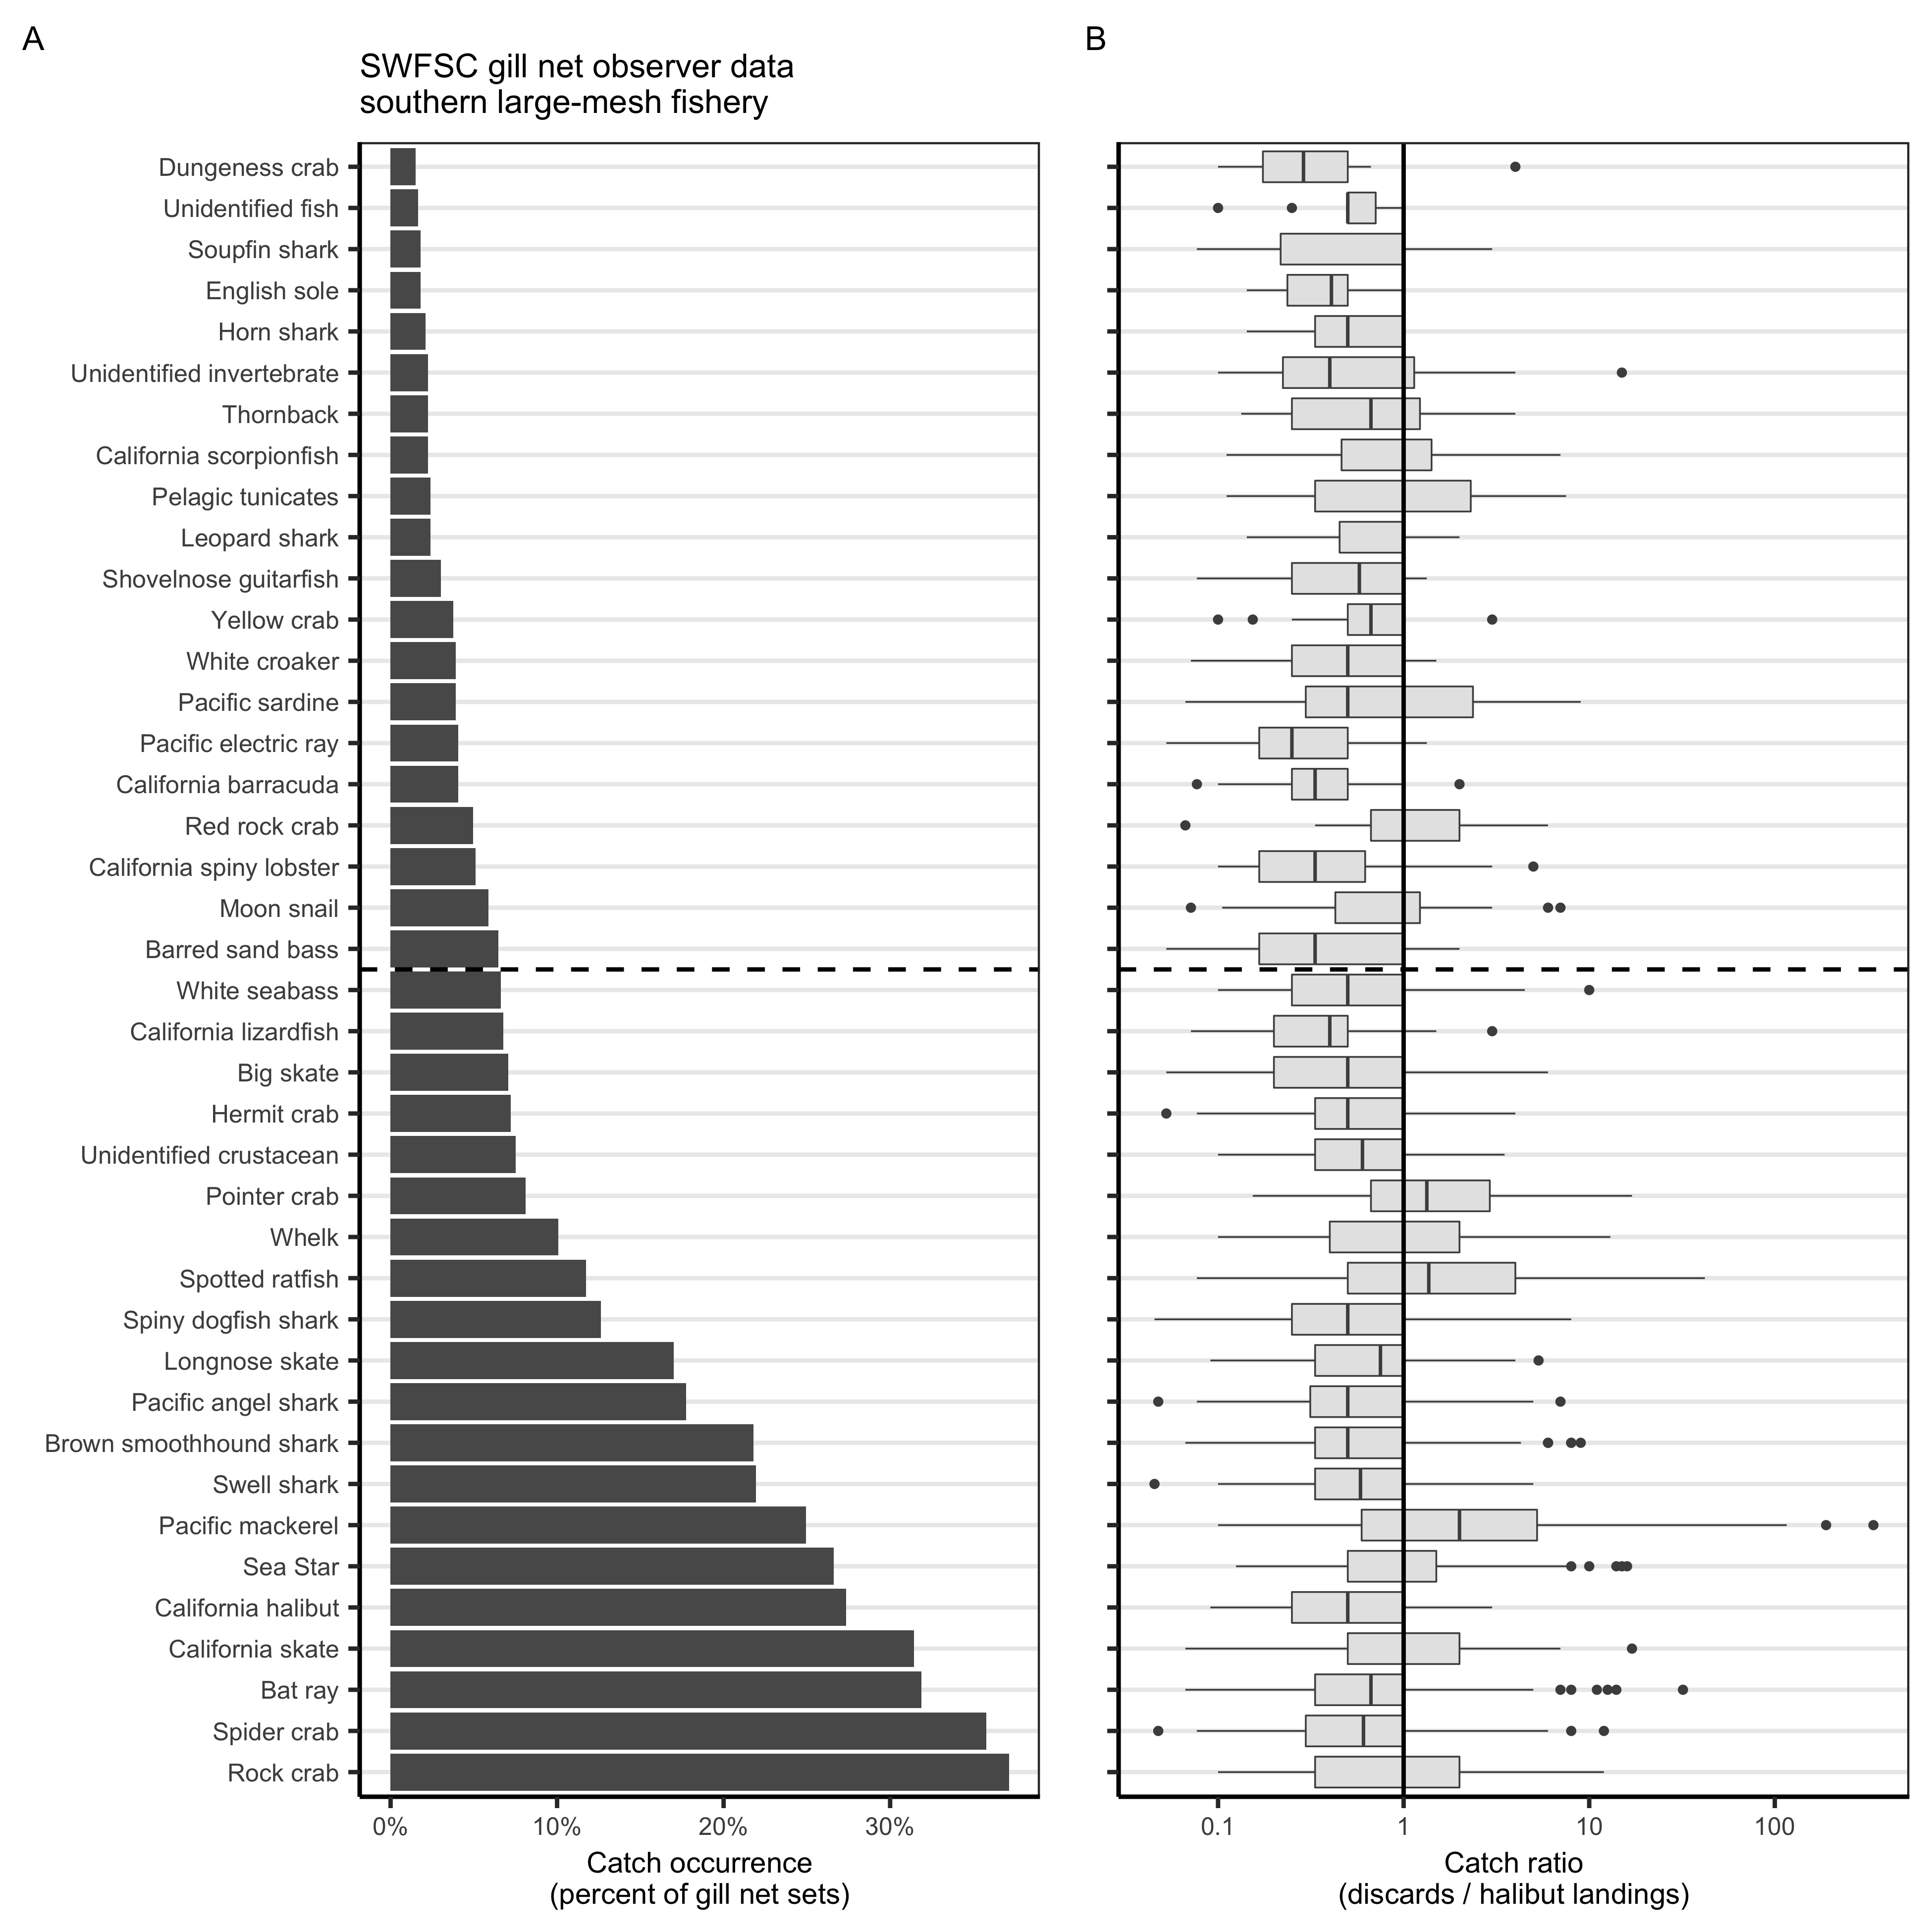 A
SWFSC gill net observer data
southern large-mesh fishery
Dungeness crab
Unidentified fish
Soupfin shark
English sole
Horn shark
Unidentified invertebrate
Thornback
California scorpionfish
Pelagic tunicates
Leopard shark
Shovelnose guitarfish
Yellow crab
White croaker
Pacific sardine
Pacific electric ray
California barracuda
Red rock crab
California spiny lobster
Moon snail
Barred sand bass
White seabass
California lizardfish
Big skate
Hermit crab
Unidentified crustacean
Pointer crab
Whelk
Spotted ratfish
Spiny dogfish shark
Longnose skate
Pacific angel shark
Brown smoothhound shark
Swell shark
Pacific mackerel
Sea Star
California halibut
California skate
Bat ray
Spider crab
Rock crab
0% 10% 20% 30%
Catch occurrence
(percent of gill net sets)
B
0.1 1 10 100
Catch ratio
(discards / halibut landings)